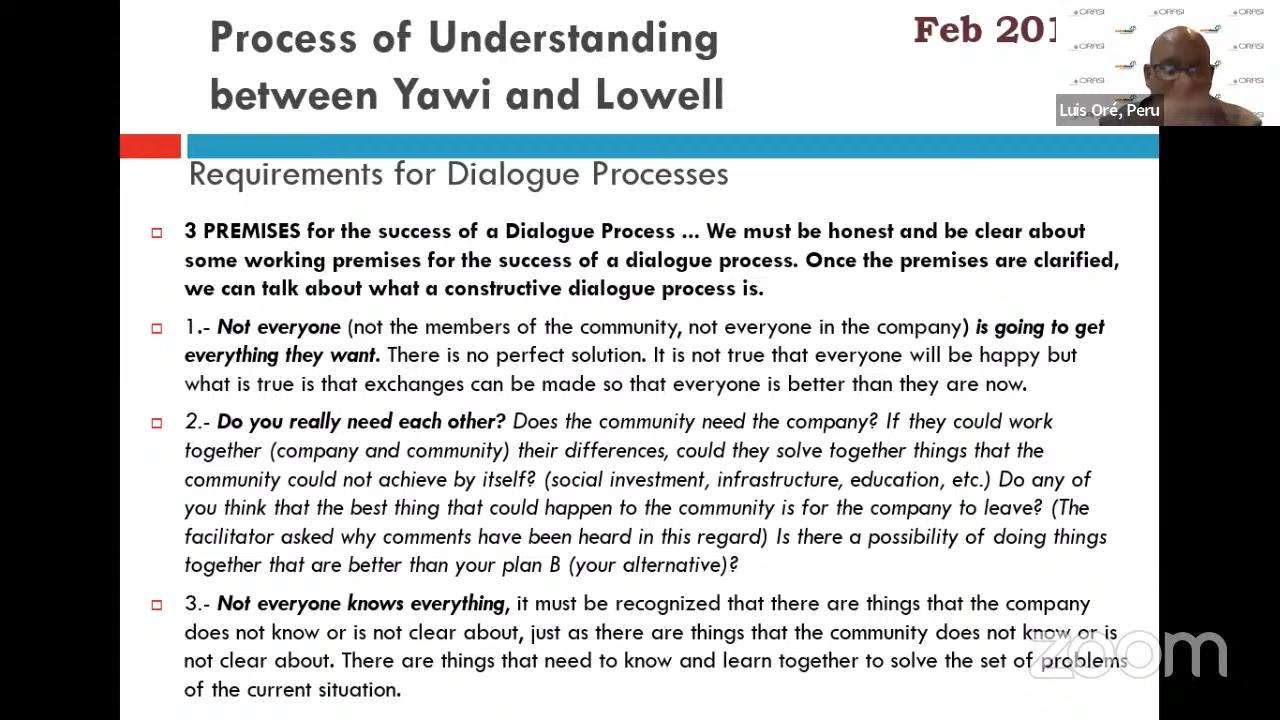 Process of Understanding
between Yawi and Lowell
Feb 201
ORASI
ORASI
ORASI
ORASI
ORASI
ORASI
ORASI
Luis Oré, Peru
Requirements for Dialogue Processes
3 PREMISES for the success of a Dialogue Process ... We must be honest and be clear about
some working premises for the success of a dialogue process. Once the premises are clarified,
we can talk about what a constructive dialogue process is.
1.- Not everyone (not the members of the community, not everyone in the company) is going to get
everything they want. There is no perfect solution. It is not true that everyone will be happy but
what is true is that exchanges can be made so that everyone is better than they are now.
2.- Do you really need each other? Does the community need the company? If they could work
together (company and community) their differences, could they solve together things that the
community could not achieve by itself? (social investment, infrastructure, education, etc.) Do any of
you think that the best thing that could happen to the community is for the company to leave? (The
facilitator asked why comments have been heard in this regard) Is there a possibility of doing things
together that are better than your plan B (your alternative)?
3.- Not everyone knows everything, it must be recognized that there are things that the company
does not know or is not clear about, just as there are things that the community does not know or is
not clear about. There are things that need to know and learn together to solve the set of problems
of the current situation.
zoom